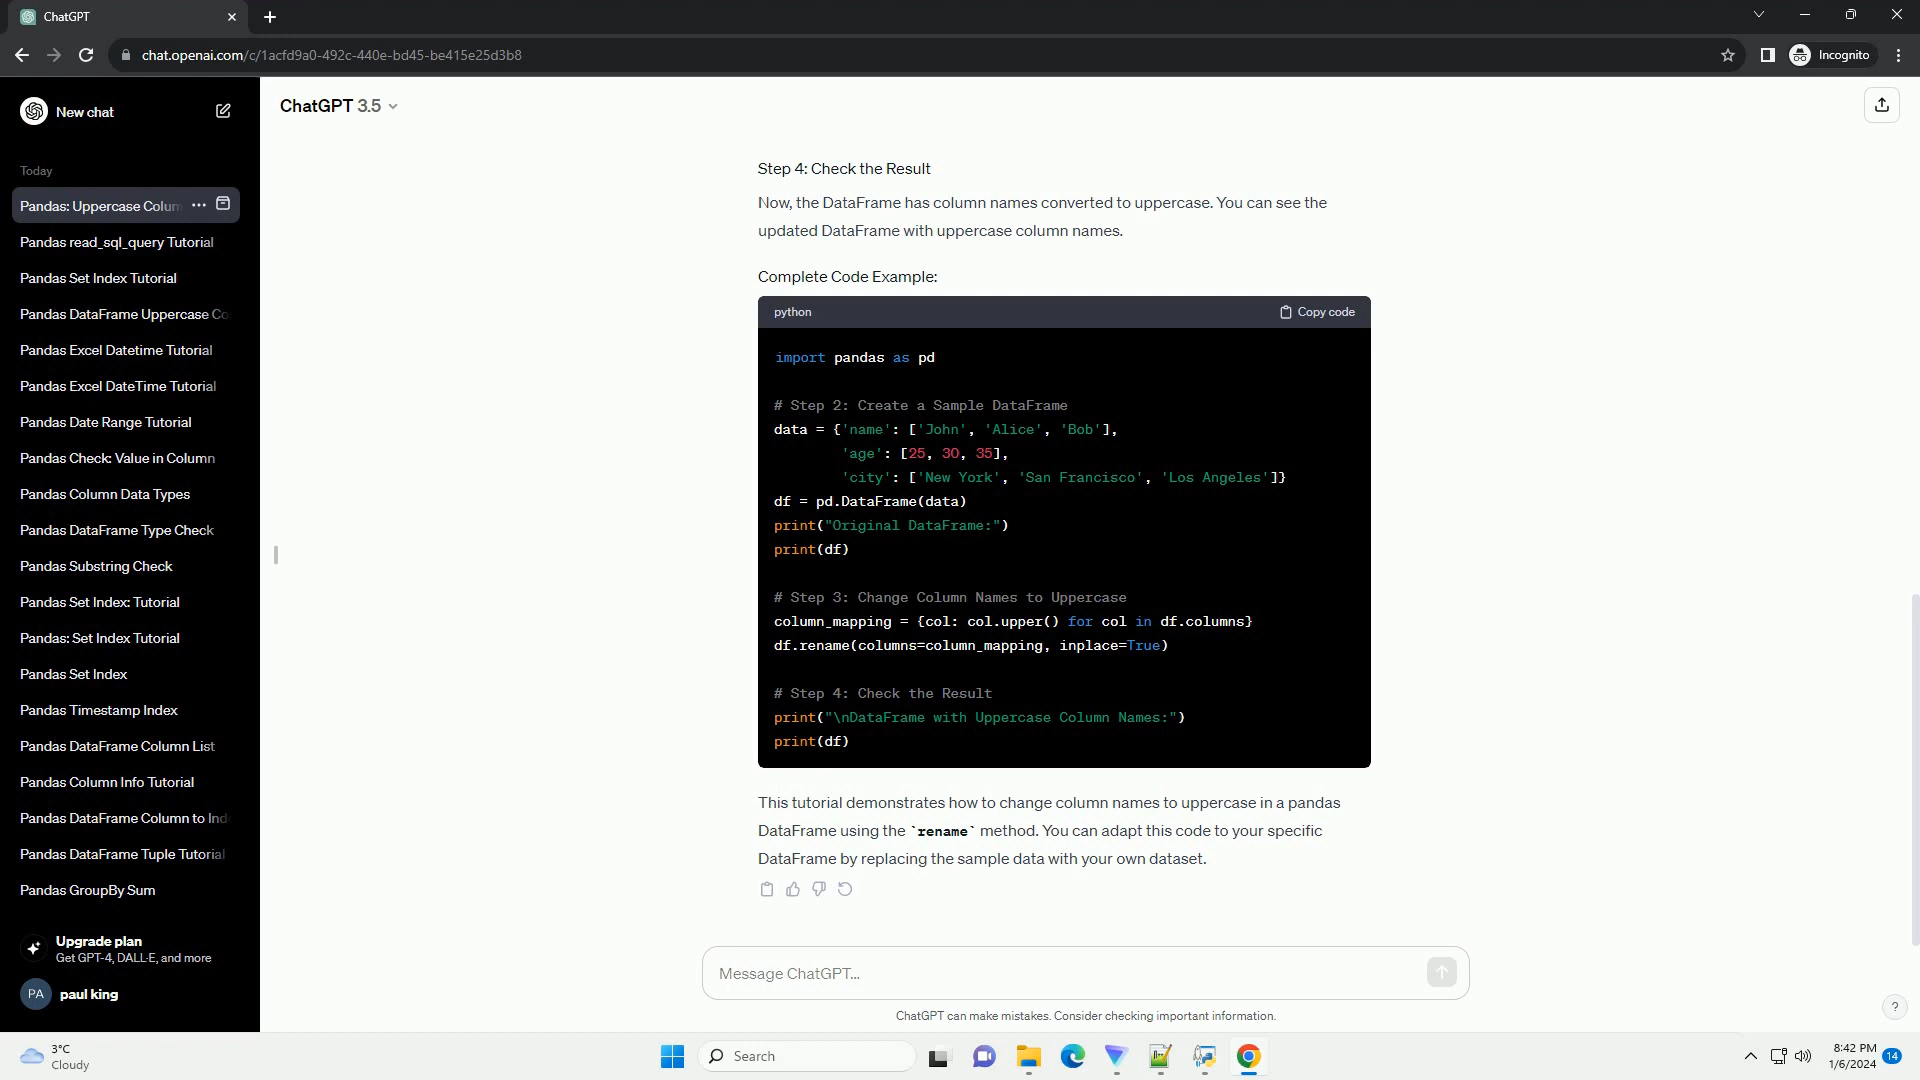 ChatGPT
chat.openai.com/c/1acfd9a0-492c-440e-bd45-be415e25d3b8
Incognito
New chat
ChatGPT 3.5
Today
Pandas: Uppercase Colum
Pandas read_sql_query Tutorial
Pandas Set Index Tutorial
Pandas DataFrame Uppercase Co
Pandas Excel Datetime Tutorial
Pandas Excel DateTime Tutorial
Pandas Date Range Tutorial
Pandas Check: Value in Column
Pandas Column Data Types
Pandas DataFrame Type Check
Pandas Substring Check
Pandas Set Index: Tutorial
Pandas: Set Index Tutorial
Pandas Set Index
Pandas Timestamp Index
Pandas DataFrame Column List
Pandas Column Info Tutorial
Pandas DataFrame Column to Ind
Pandas DataFrame Tuple Tutorial
Pandas GroupBy Sum
Upgrade plan
Get GPT-4, DALL·E, and more
PA paul king
Step 4: Check the Result
Now, the DataFrame has column names converted to uppercase. You can see the
updated DataFrame with uppercase column names.
Complete Code Example:
python Copy code
import pandas as pd
# Step 2: Create a Sample DataFrame
data = {'name': ['John', 'Alice', 'Bob'],
'age': [25, 30, 35],
'city': ['New York', 'San Francisco', 'Los Angeles']}
df = pd.DataFrame(data)
print("Original DataFrame:")
print(df)
# Step 3: Change Column Names to Uppercase
column_mapping = {col: col.upper() for col in df.columns}
df.rename(columns=column_mapping, inplace=True)
# Step 4: Check the Result
print("\nDataFrame with Uppercase Column Names:")
print(df)
This tutorial demonstrates how to change column names to uppercase in a pandas
DataFrame using the `rename` method. You can adapt this code to your specific
DataFrame by replacing the sample data with your own dataset.
Message ChatGPT...
ChatGPT can make mistakes. Consider checking important information.
?
3°C
Cloudy
Search
8:42 PM
1/6/2024
14